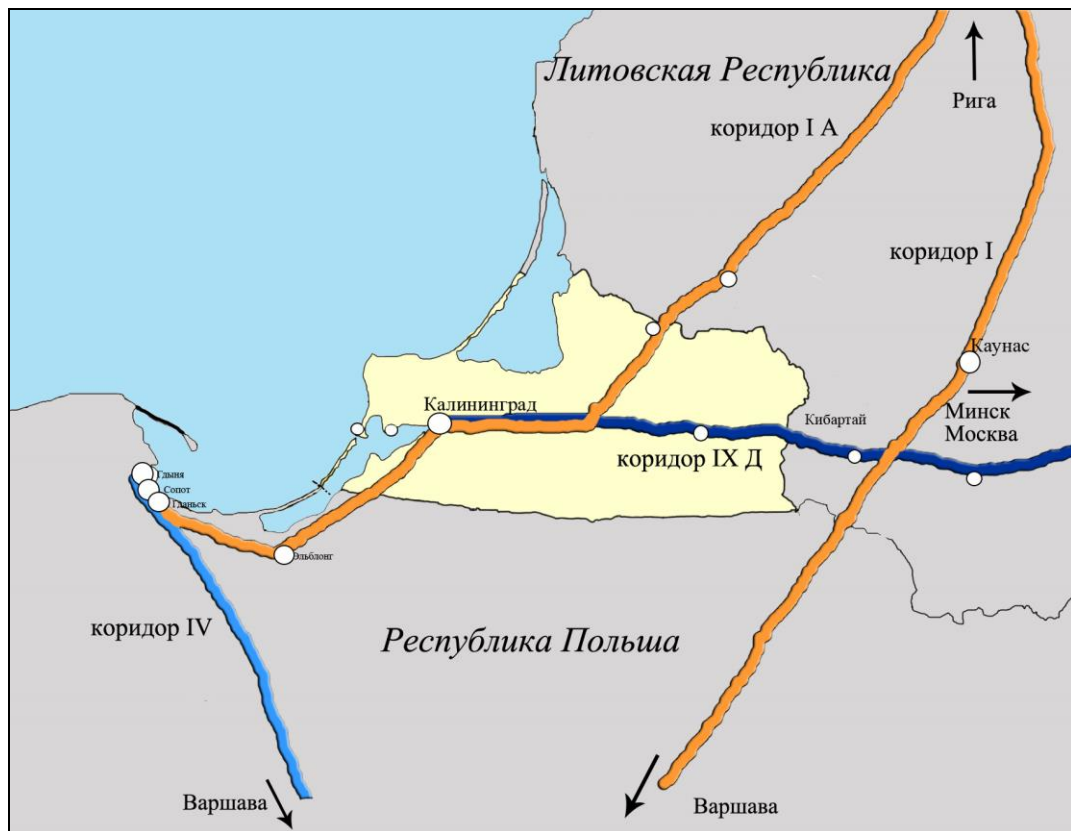 Литовская Республика
Рига
коридор I А
коридор I
Каунас
Калининград
Минск
Москва
Кибартай
коридор IX Д
Гдыня
Сопот
Гданьск
Эльблонг
коридор IV
Республика Польша
Варшава
Варшава